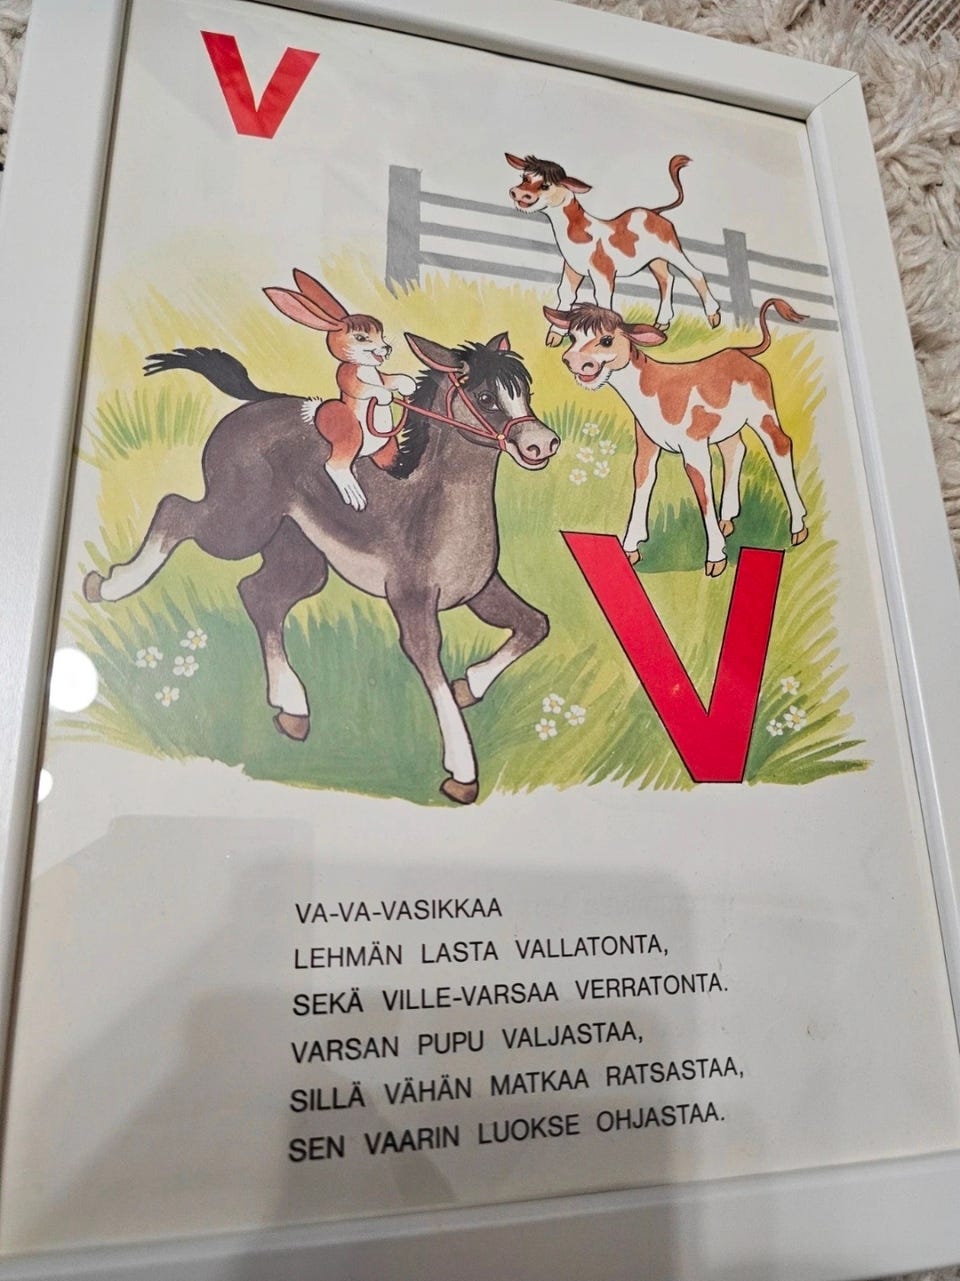 V
V
VA-VA-VASIKKAA
LEHMÄN LASTA VALLATONTA,
SEKÄ VILLE-VARSAA VERRATONTA.
VARSAN PUPU VALJASTAA,
SILLÄ VÄHÄN MATKAA RATSASTAA,
SEN VAARIN LUOKSE OHJASTAA.